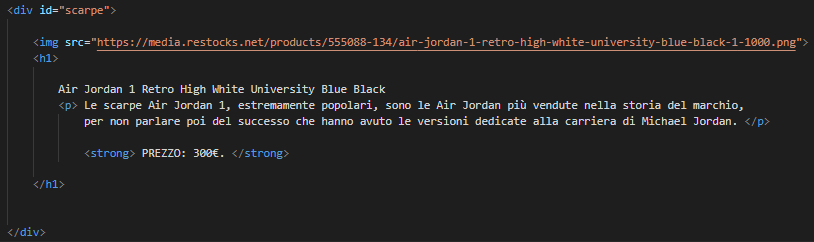 <div id="scarpe">
<img src="https://media.restocks.net/products/555088-134/air-jordan-1-retro-high-white-university-blue-black-1-1000.png">
<h1>
Air Jordan 1 Retro High White University Blue Black
<p> Le scarpe Air Jordan 1, estremamente popolari, sono le Air Jordan più vendute nella storia del marchio,
per non parlare poi del successo che hanno avuto le versioni dedicate alla carriera di Michael Jordan. </p>
<strong> PREZZO: 300€. </strong>
</h1>
</div>